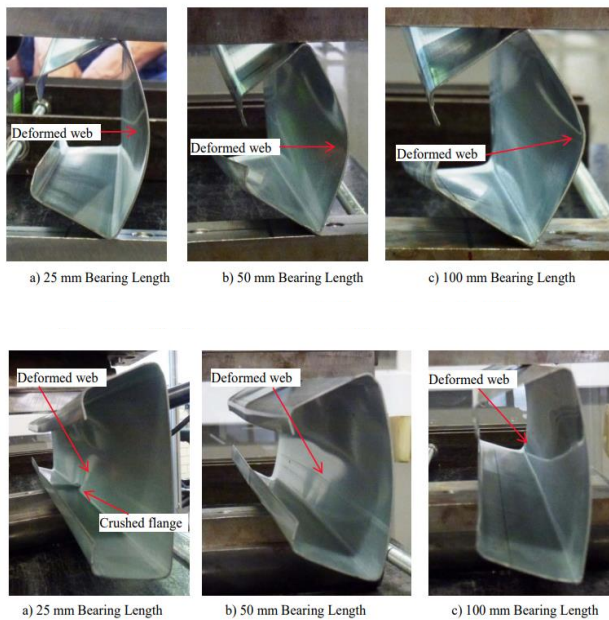 Deformed web
Deformed web
Deformed web
a) 25 mm Bearing Length
b) 50 mm Bearing Length
c) 100 mm Bearing Length
Deformed web
Deformed web
Deformed web
Crushed flange
a) 25 mm Bearing Length
b) 50 mm Bearing Length
c) 100 mm Bearing Length